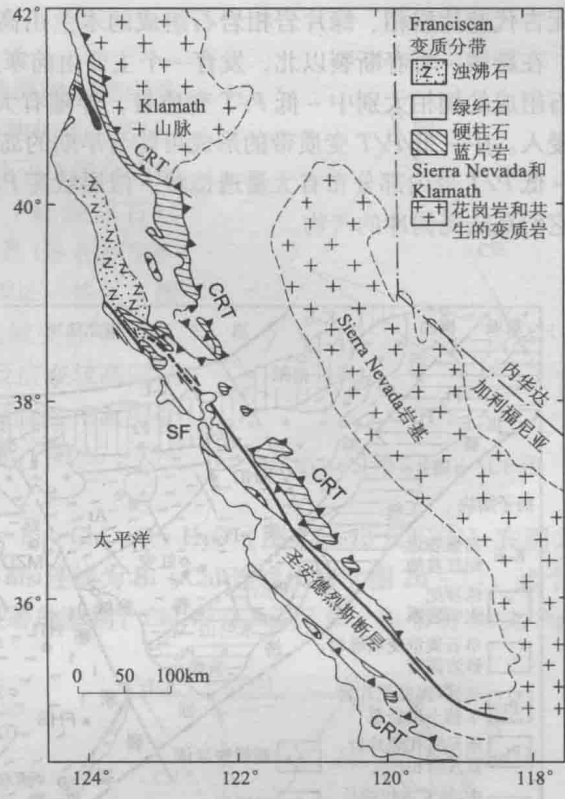 Franciscan
变质分带
Z 浊沸石
绿纤石
硬柱石
蓝片岩
Sierra Nevada和
Klamath
花岗岩和共
生的变质岩
42°
Klamath
山脉
CRT
40°
CRT
Sierra Nevada岩基
内华达
加利福尼亚
38°
SF
CRT
太平洋
36°
圣安德烈斯断层
0 50 100km
CRT
124° 122° 120° 118°